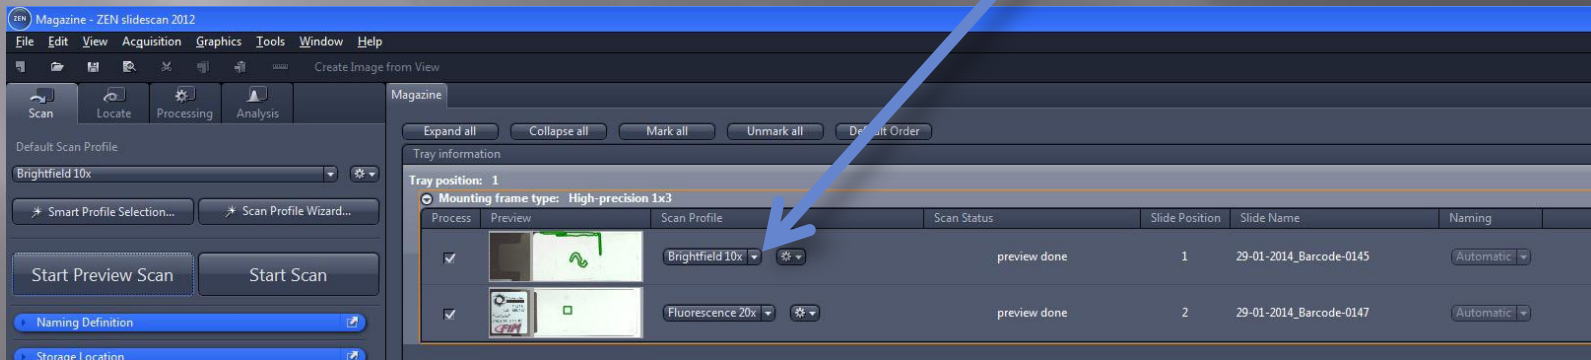 ZEN Magazine - ZEN slidescan 2012
File Edit View Acquisition Graphics Tools Window Help
Create Image from View
Scan Locate Processing Analysis
Default Scan Profile
Brightfield 10x
Smart Profile Selection... Scan Profile Wizard...
Start Preview Scan Start Scan
Naming Definition
Storage Location
Magazine
Expand all Collapse all Mark all Unmark all Default Order
Tray information
Tray position: 1
Mounting frame type: High-precision 1x3
Process Preview Scan Profile Scan Status Slide Position Slide Name Naming
Brightfield 10x preview done 1 29-01-2014_Barcode-0145 Automatic
Fluorescence 20x preview done 2 29-01-2014_Barcode-0147 Automatic